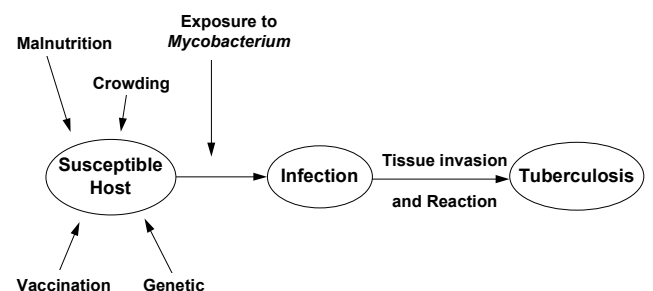 Exposure to
Mycobacterium
Malnutrition
Crowding
Susceptible
Host
Infection
Tissue invasion
and Reaction
Tuberculosis
Vaccination
Genetic